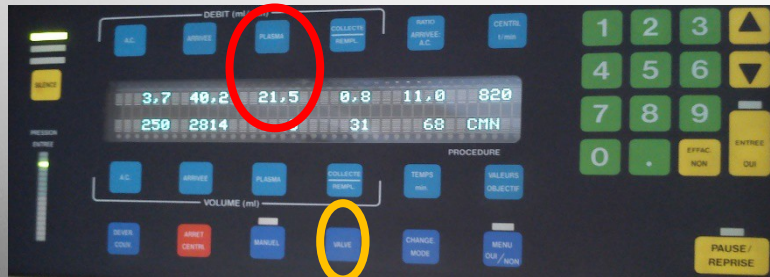 DEBIT (ml/min)
A.C.
ARRIVEE
PLASMA
COLLECTE
REMPL.
RATIO
ARRIVEE
A.C.
CENTRI.
t/min
SILENCE
3,7 40,2 21,5 0,8 11,0 820
250 2814 31 68 CMN
PROCEDURE
PRESSION
ENTREE
A.C.
ARRIVEE
PLASMA
COLLECTE
REMPL.
TEMPS
min.
VALEURS
OBJECTIF
VOLUME (ml)
DEVER.
COUV.
ARRET
CENTRI.
MANUEL
VALVE
CHANGE.
MODE
MENU
OUI/NON
1 2 3
4 5 6
7 8 9
0 .
EFFAC.
NON
ENTREE
OUI
PAUSE/
REPRISE